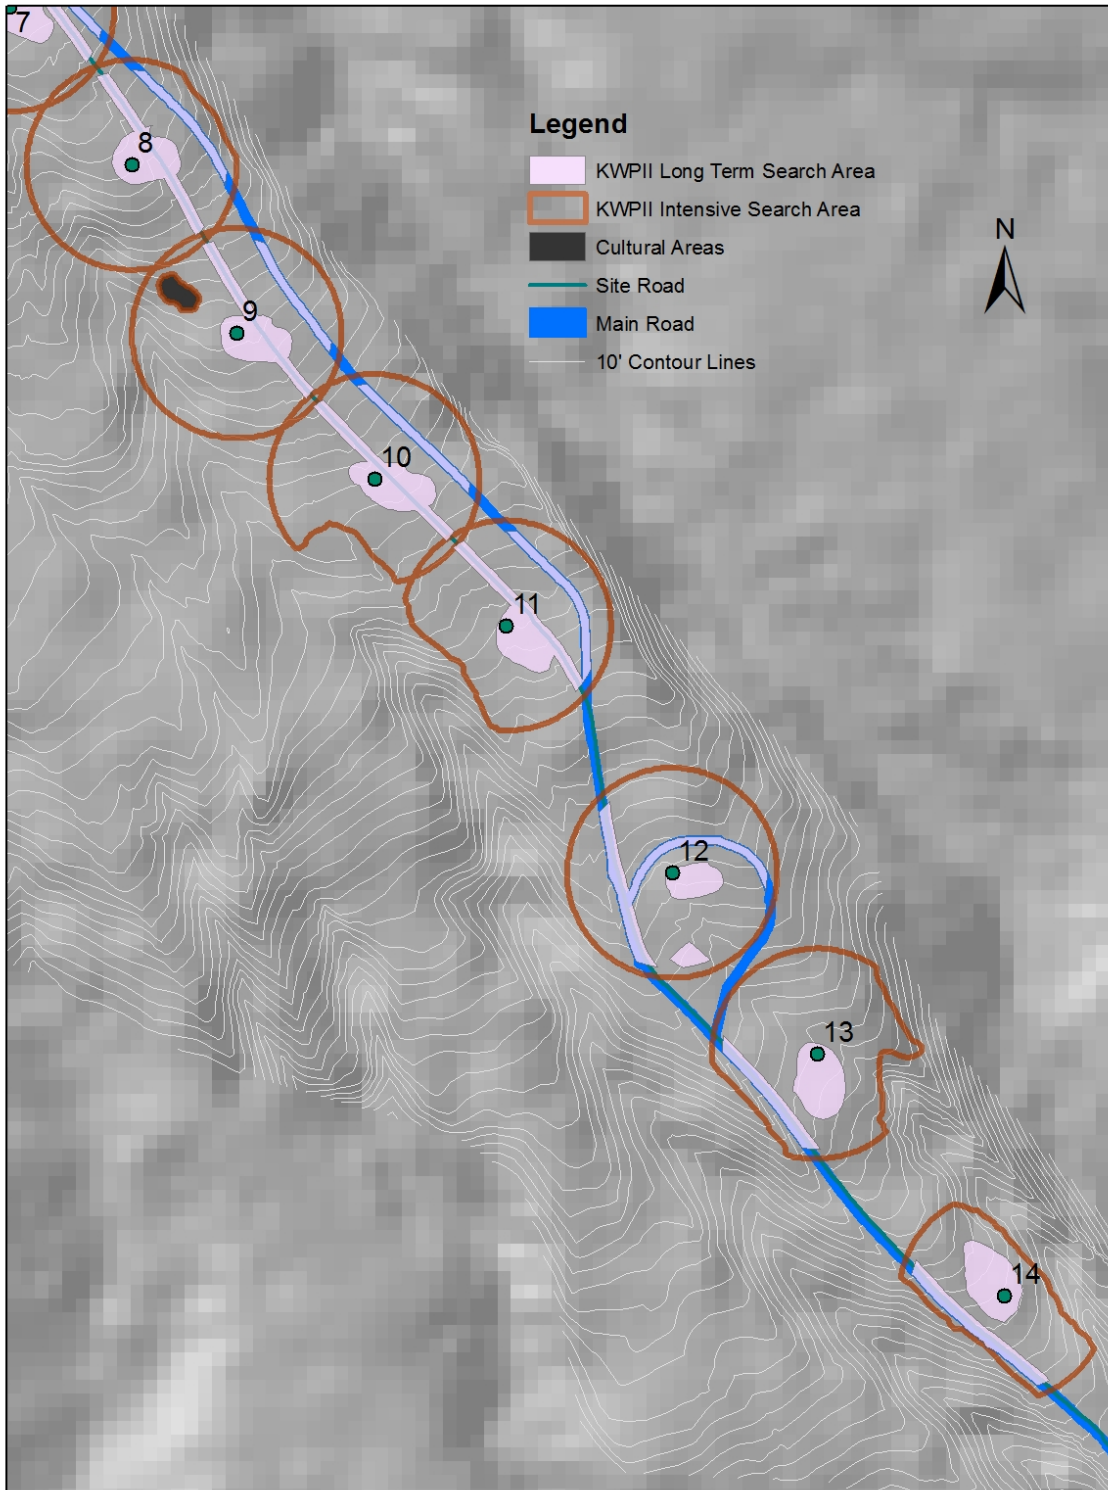 7
8
Legend
KWPII Long Term Search Area
KWPII Intensive Search Area
Cultural Areas
Site Road
Main Road
10' Contour Lines
N
9
10
11
12
13
14